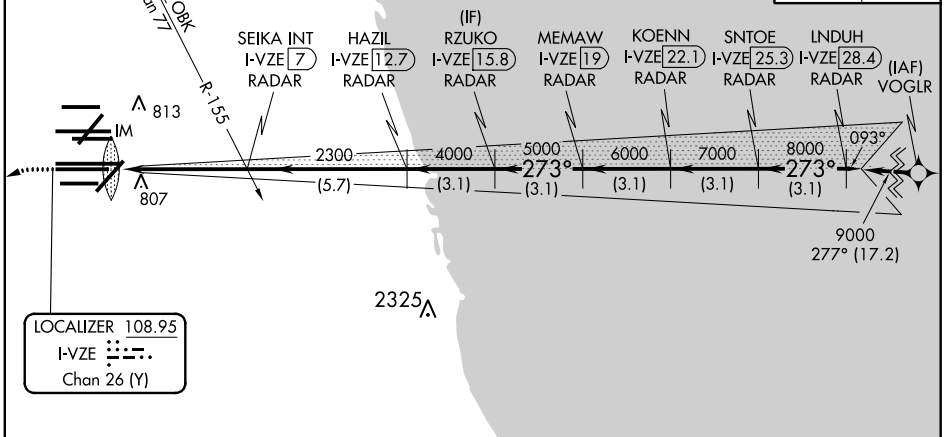 OBK
an 77
R-155
SEIKA INT
I-VZE 7
RADAR
HAZIL
I-VZE 12.7
RADAR
(IF)
RZUKO
I-VZE 15.8
RADAR
MEMAW
I-VZE 19
RADAR
KOENN
I-VZE 22.1
RADAR
SNTOE
I-VZE 25.3
RADAR
LNDUH
I-VZE 28.4
RADAR
(IAF)
VOGLR
813
IM
807
2300
4000
5000
6000
7000
8000
093°
273°
273°
(5.7)
(3.1)
(3.1)
(3.1)
(3.1)
(3.1)
9000
277° (17.2)
2325
LOCALIZER 108.95
I-VZE
Chan 26 (Y)